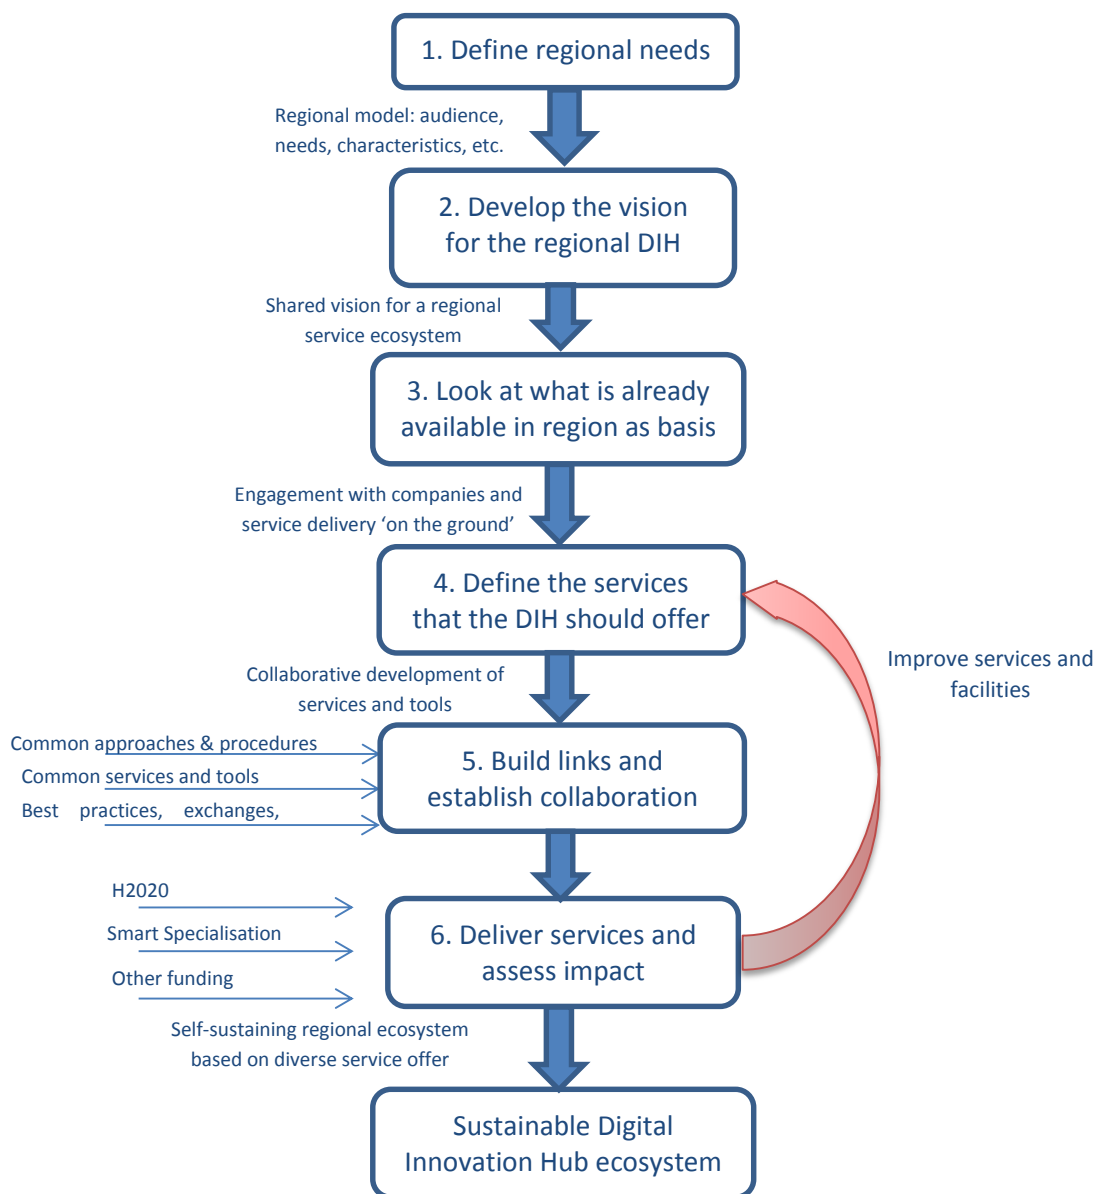 1. Define regional needs
Regional model: audience,
needs, characteristics, etc.
2. Develop the vision
for the regional DIH
Shared vision for a regional
service ecosystem
3. Look at what is already
available in region as basis
Engagement with companies and
service delivery ‘on the ground’
4. Define the services
that the DIH should offer
Improve services and
facilities
Collaborative development of
services and tools
Common approaches & procedures
Common services and tools
Best practices, exchanges,
5. Build links and
establish collaboration
H2020
Smart Specialisation
Other funding
6. Deliver services and
assess impact
Self-sustaining regional ecosystem
based on diverse service offer
Sustainable Digital
Innovation Hub ecosystem